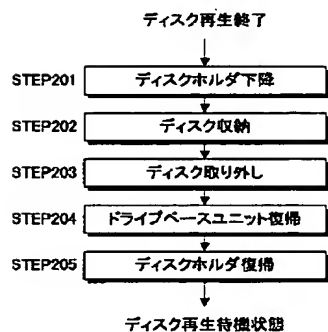 ディスク再生終了
STEP201 ディスクホルダ下降
STEP202 ディスク収納
STEP203 ディスク取り外し
STEP204 ドライブベースユニット復帰
STEP205 ディスクホルダ復帰
ディスク再生待機状態